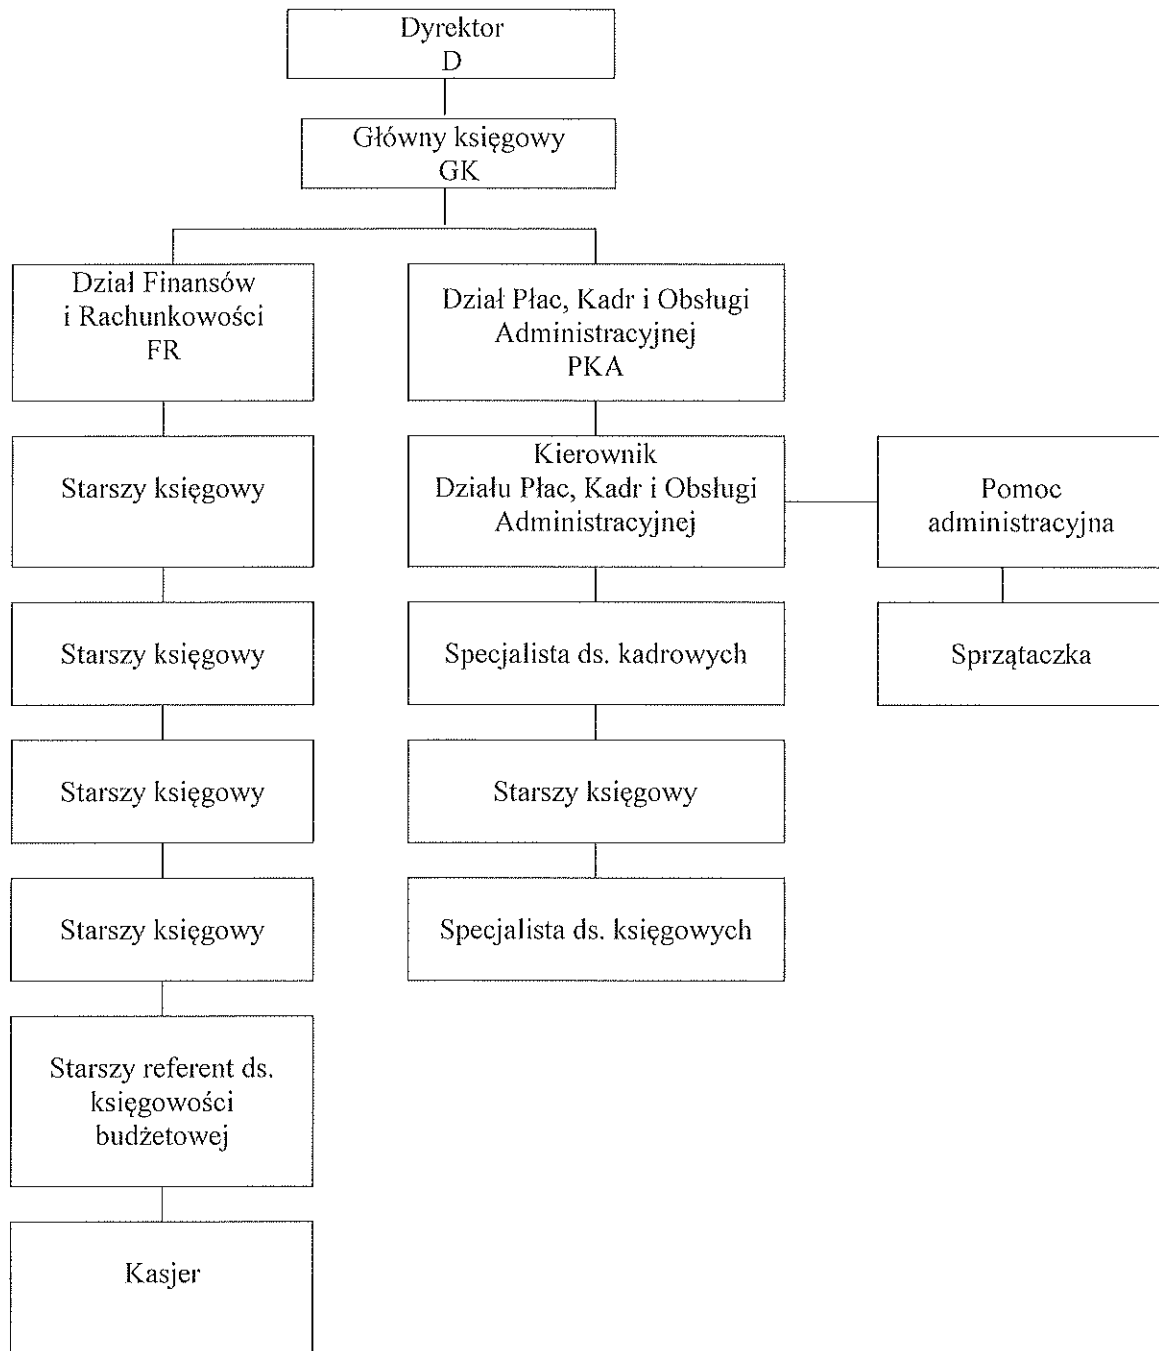 Dyrektor
D
Główny księgowy
GK
Dział Finansów
i Rachunkowości
FR
Dział Płac, Kadr i Obsługi
Administracyjnej
PKA
Starszy księgowy
Kierownik
Działu Płac, Kadr i Obsługi
Administracyjnej
Pomoc
administracyjna
Starszy księgowy
Specjalista ds. kadrowych
Sprzątaczka
Starszy księgowy
Starszy księgowy
Starszy księgowy
Specjalista ds. księgowych
Starszy referent ds.
księgowości
budżetowej
Kasjer